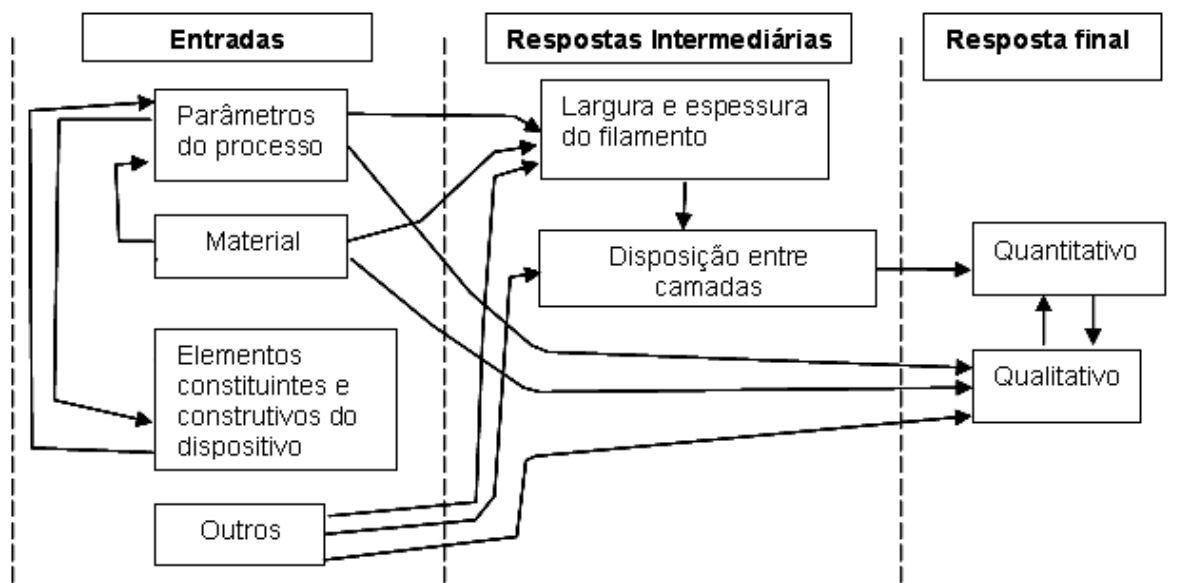 Entradas
Respostas Intermediárias
Resposta final
Parâmetros
do processo
Material
Elementos
constituintes e
construtivos do
dispositivo
Outros
Largura e espessura
do filamento
Disposição entre
camadas
Quantitativo
Qualitativo